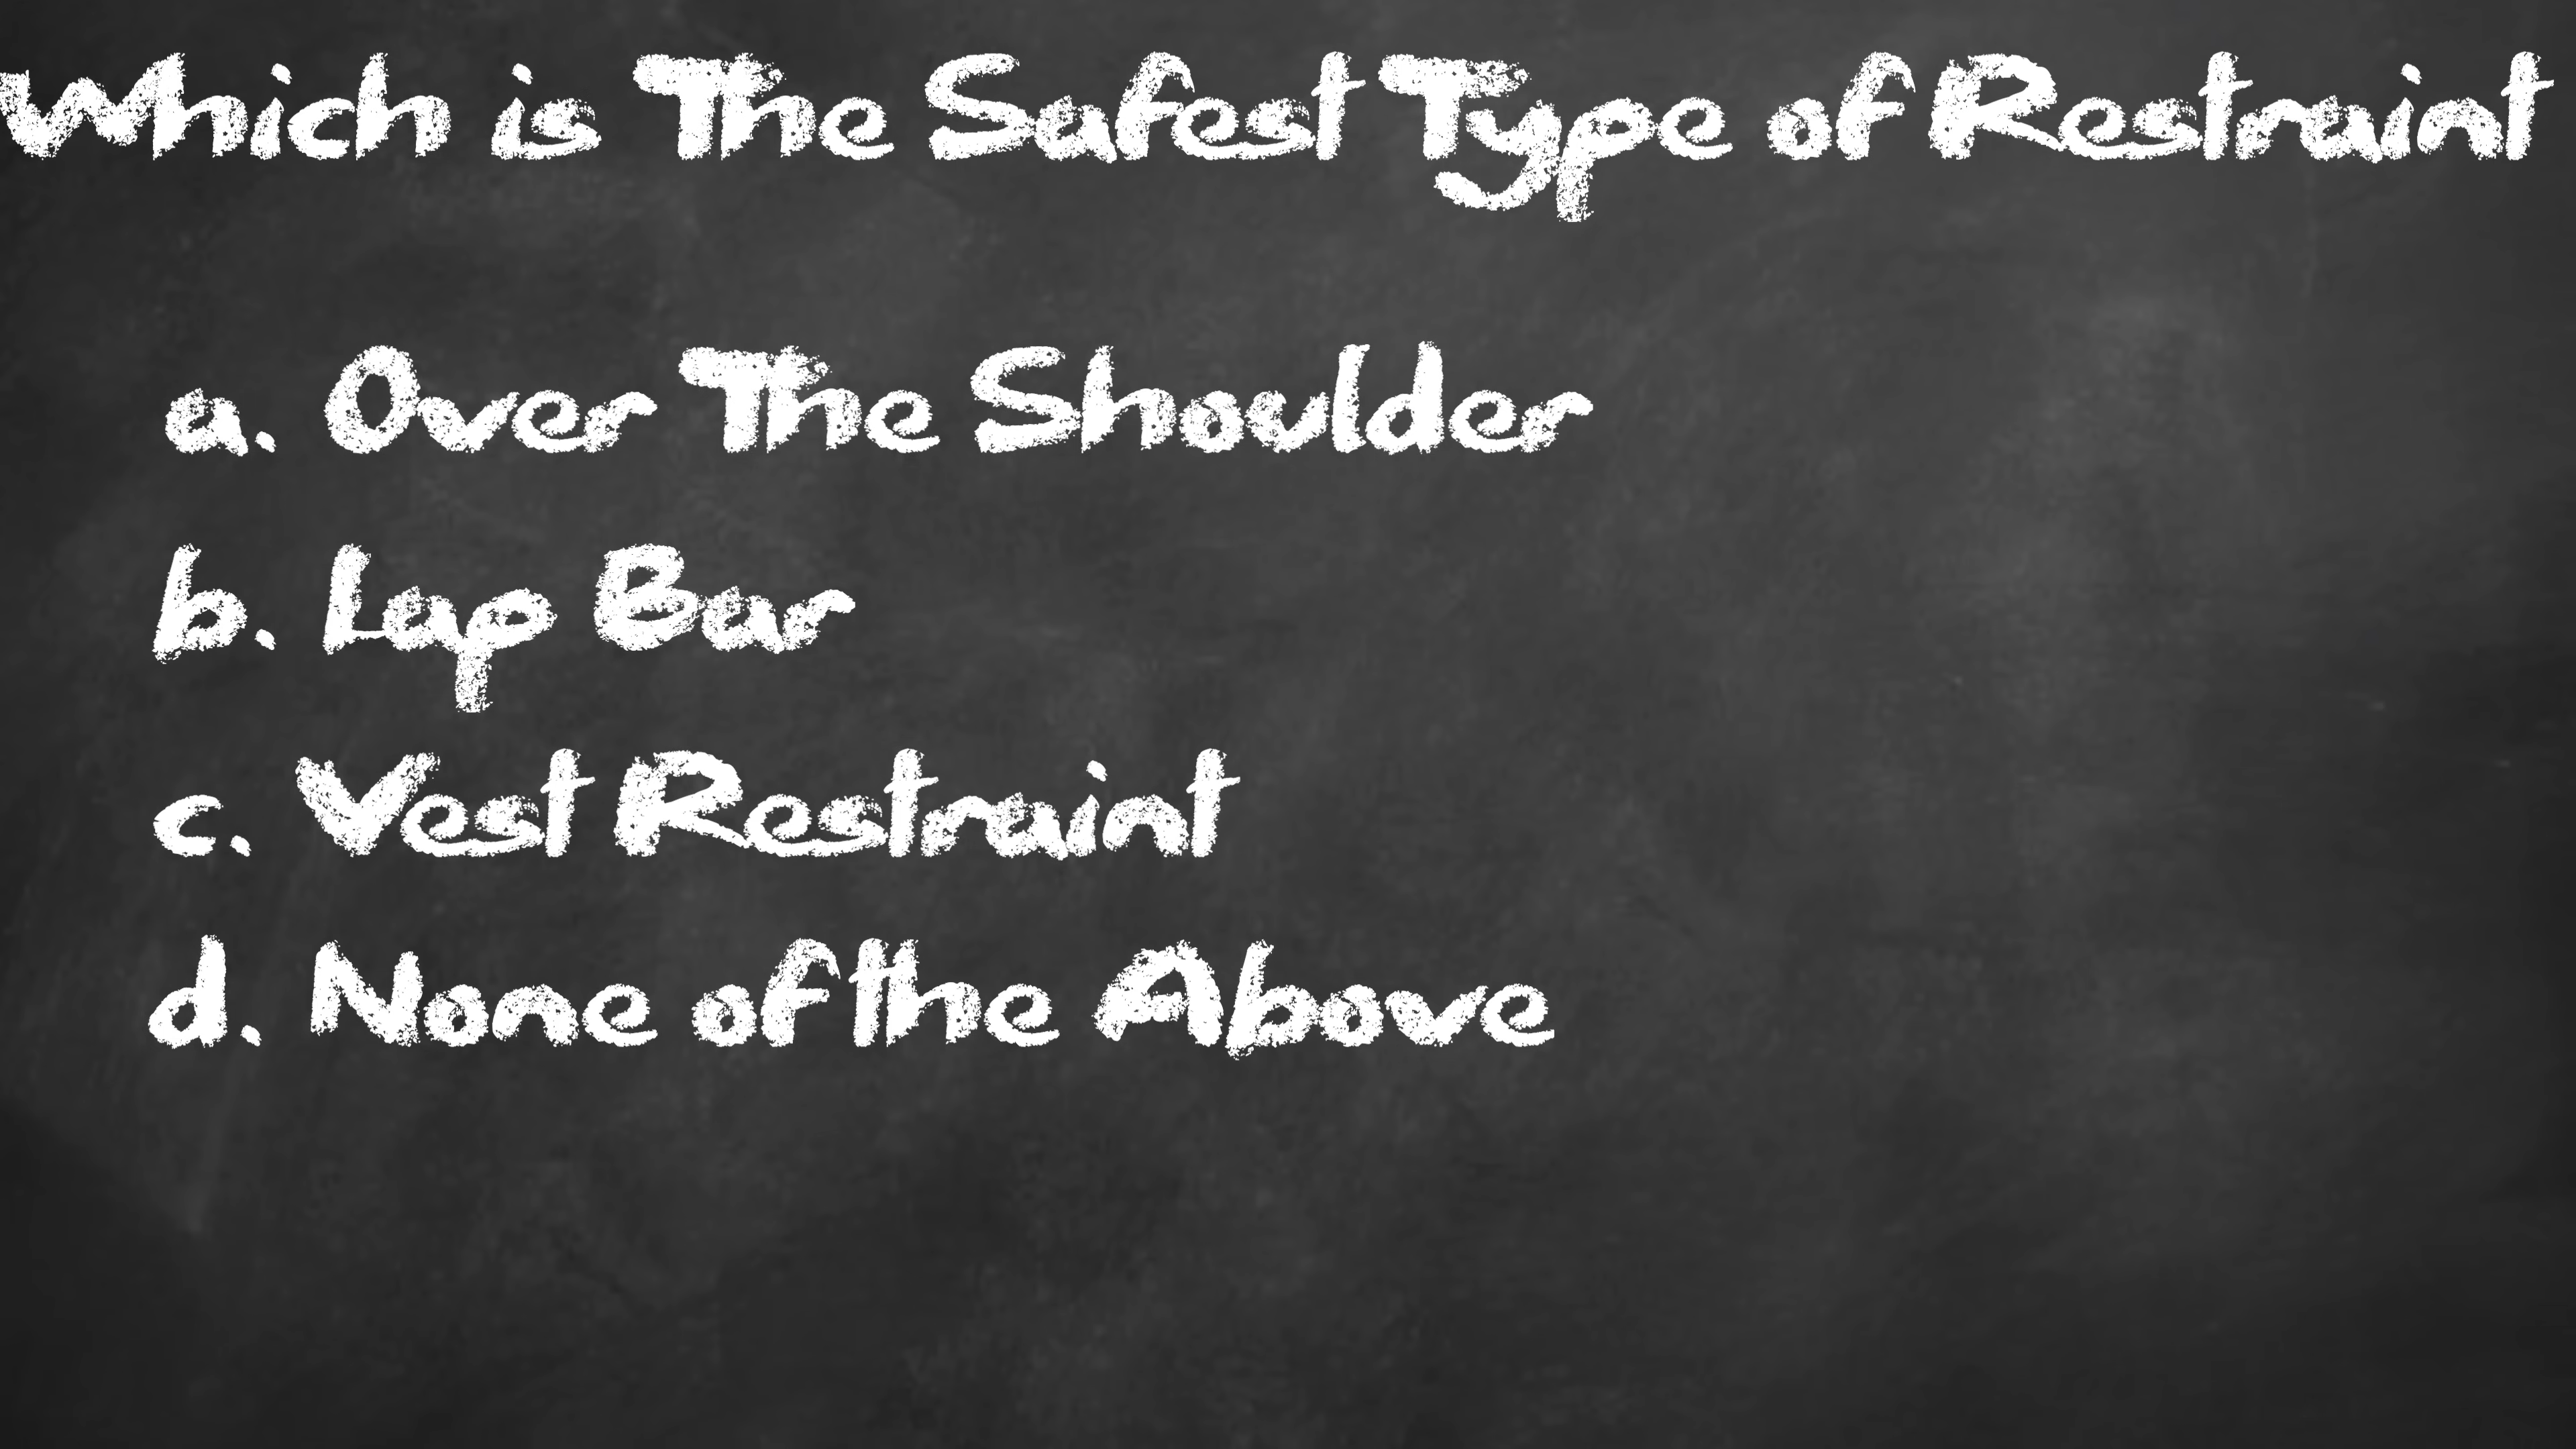 Which is The Safest Type of Restraint
a. Over The Shoulder
b. Lap Bar
c. Vest Restraint
d. None of the Above